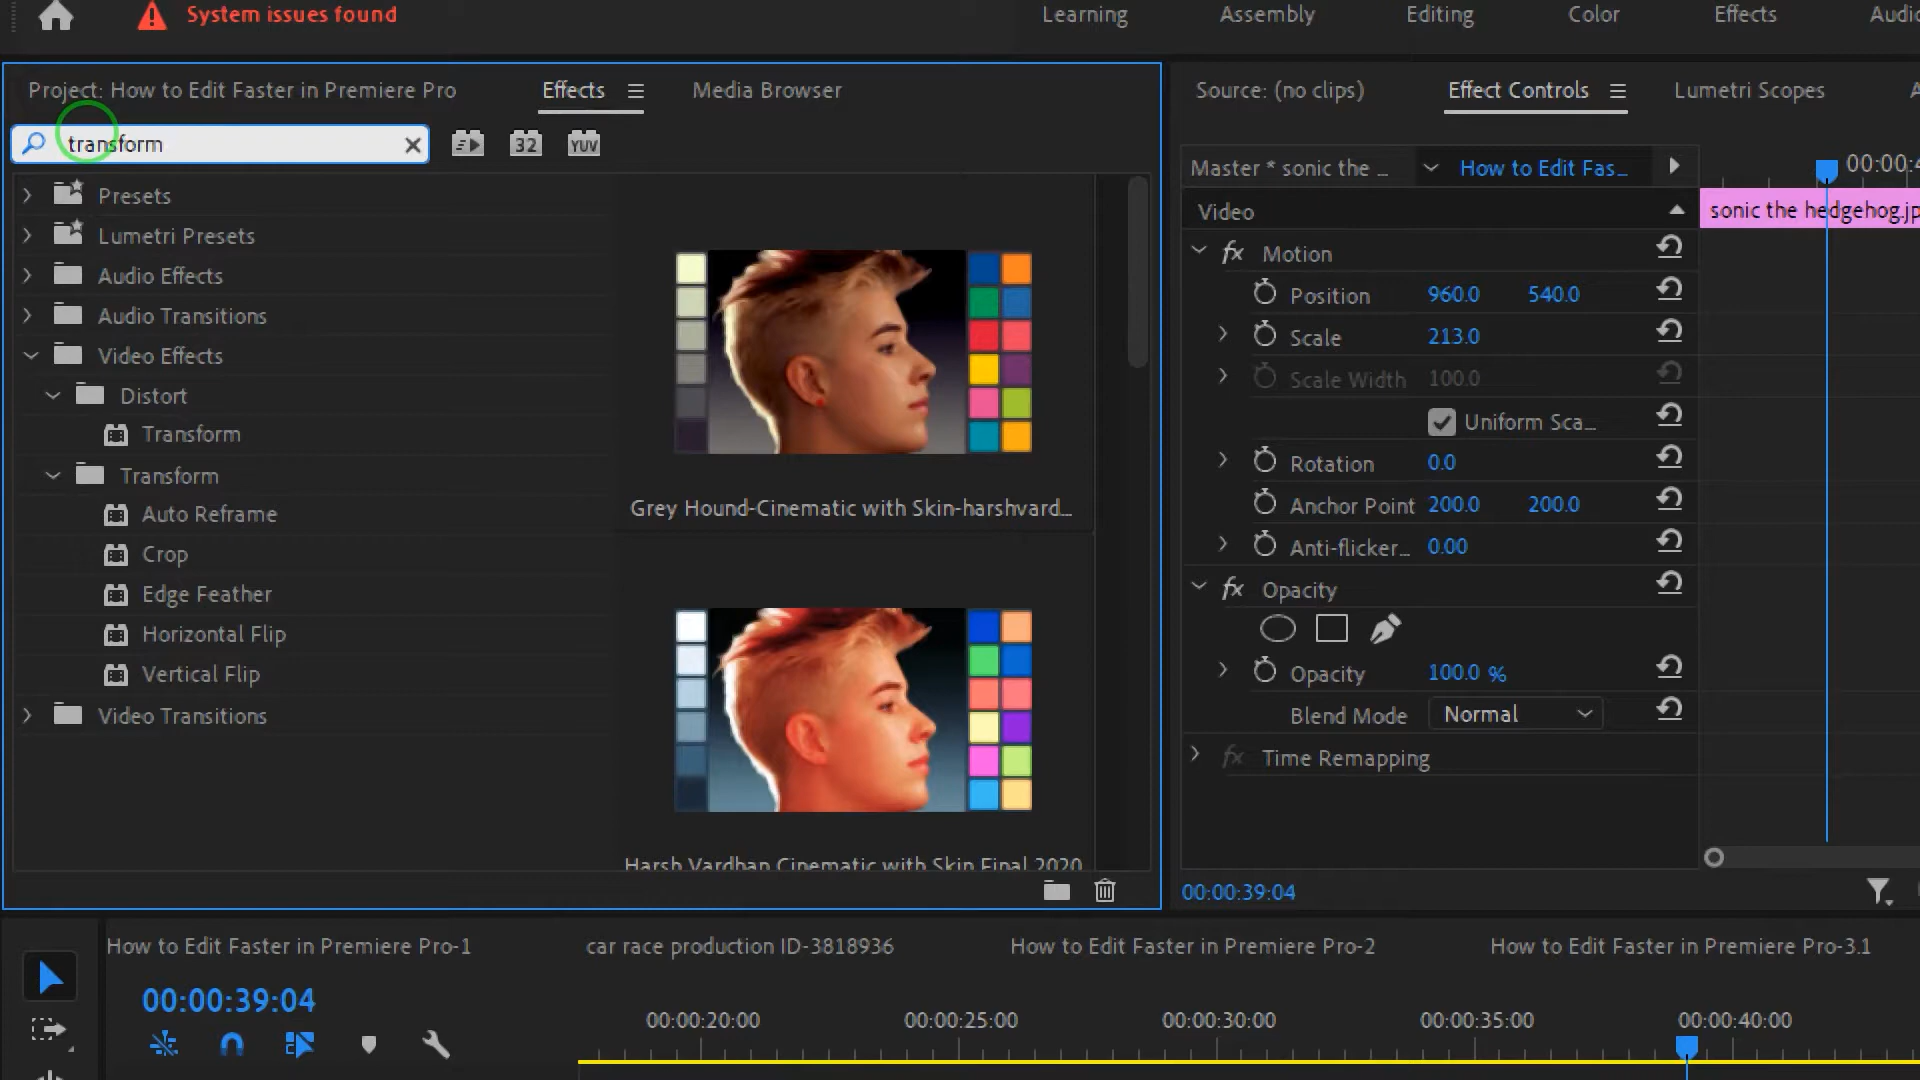 System issues found
Learning Assembly Editing Color Effects
Project: How to Edit Faster in Premiere Pro Effects Media Browser
transform
32 YUV
Presets
Lumetri Presets
Audio Effects
Audio Transitions
Video Effects
Distort
Transform
Transform
Auto Reframe
Crop
Edge Feather
Horizontal Flip
Vertical Flip
Video Transitions
Grey Hound-Cinematic with Skin-harshvard...
Harsh Vardhan Cinematic with Skin Final 2020
Source: (no clips) Effect Controls Lumetri Scopes
Master * sonic the ... How to Edit Fas...
Video
fx Motion
Position 960.0 540.0
Scale 213.0
Scale Width 100.0
Uniform Sca...
Rotation 0.0
Anchor Point 200.0 200.0
Anti-flicker... 0.00
fx Opacity
Opacity 100.0 %
Blend Mode Normal
fx Time Remapping
00:00:39:04
How to Edit Faster in Premiere Pro-1 car race production ID-3818936 How to Edit Faster in Premiere Pro-2 How to Edit Faster in Premiere Pro-3.1
00:00:39:04
00:00:20:00 00:00:25:00 00:00:30:00 00:00:35:00 00:00:40:00